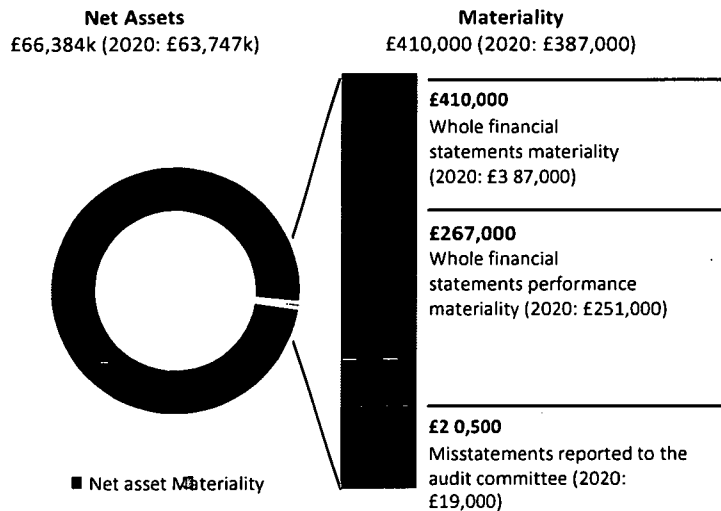 Net Assets
£66,384k (2020: £63,747k)
Materiality
£410,000 (2020: £387,000)
£410,000
Whole financial
statements materiality
(2020: £3 87,000)
£267,000
Whole financial
statements performance
materiality (2020: £251,000)
£2 0,500
Misstatements reported to the
audit committee (2020:
£19,000)
Net asset Materiality